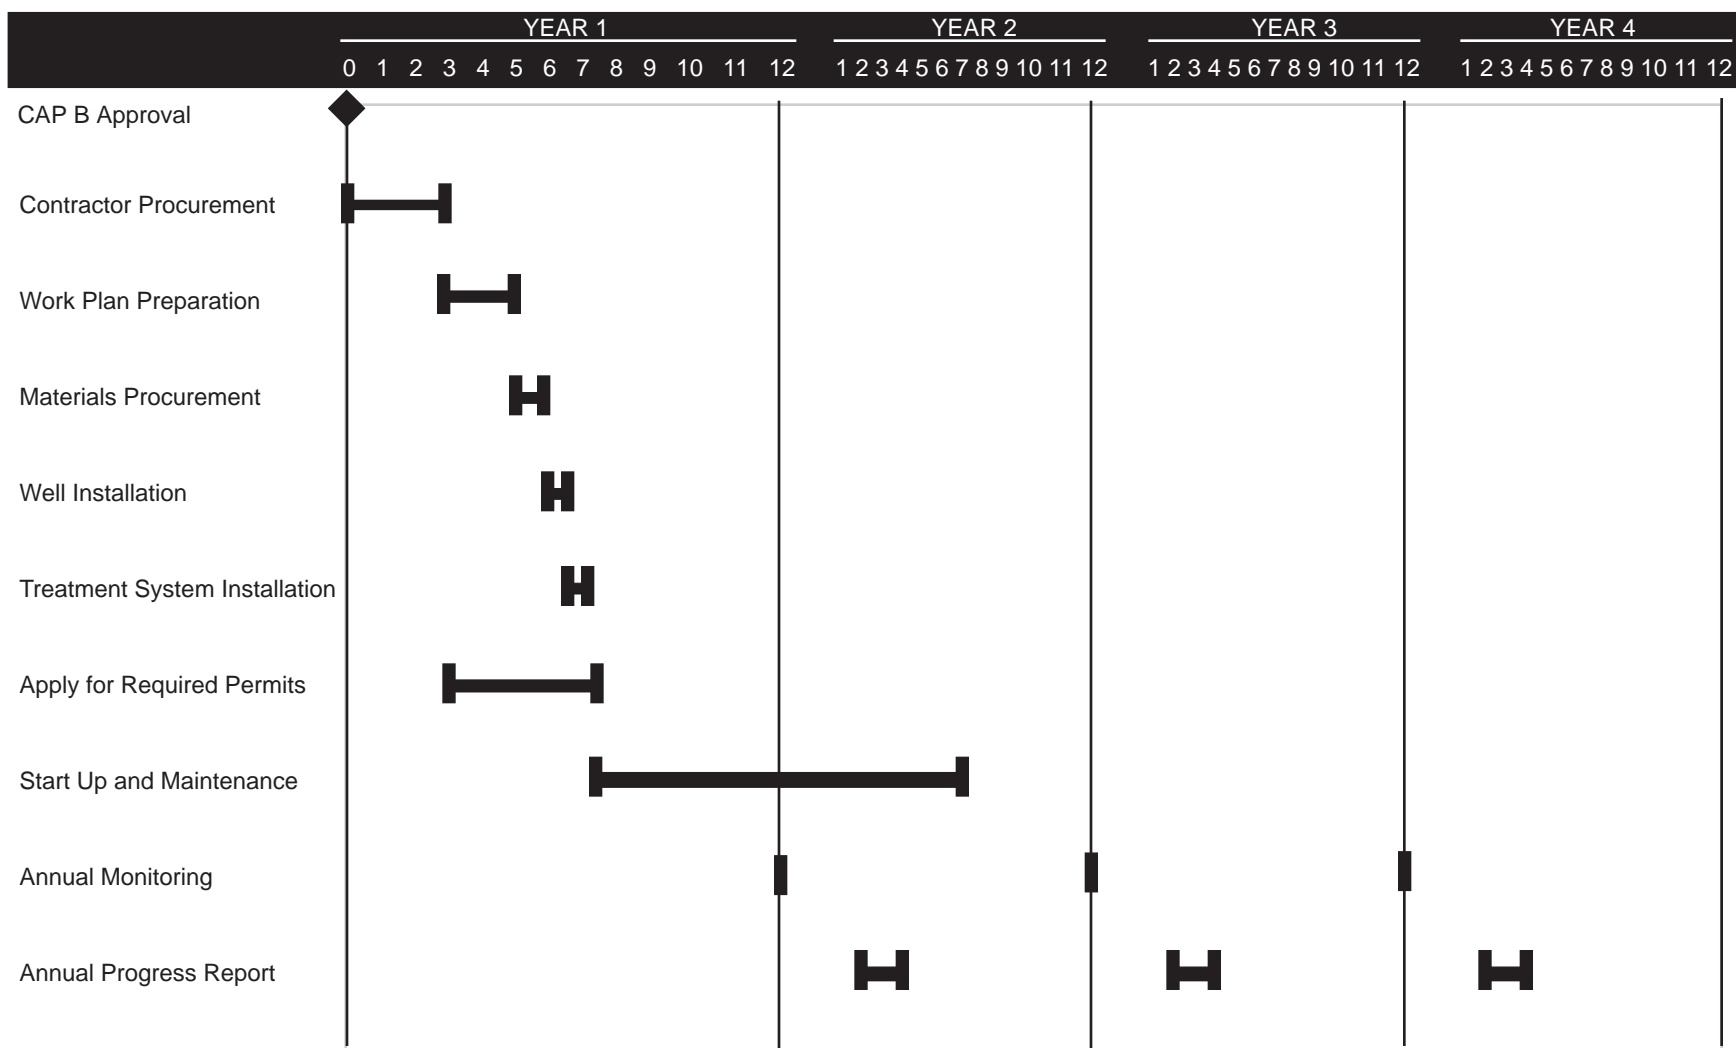 YEAR 1 YEAR 2 YEAR 3 YEAR 4
0 1 2 3 4 5 6 7 8 9 10 11 12 1 2 3 4 5 6 7 8 9 10 11 12 1 2 3 4 5 6 7 8 9 10 11 12 1 2 3 4 5 6 7 8 9 10 11 12
CAP B Approval
Contractor Procurement
Work Plan Preparation
Materials Procurement
Well Installation
Treatment System Installation
Apply for Required Permits
Start Up and Maintenance
Annual Monitoring
Annual Progress Report